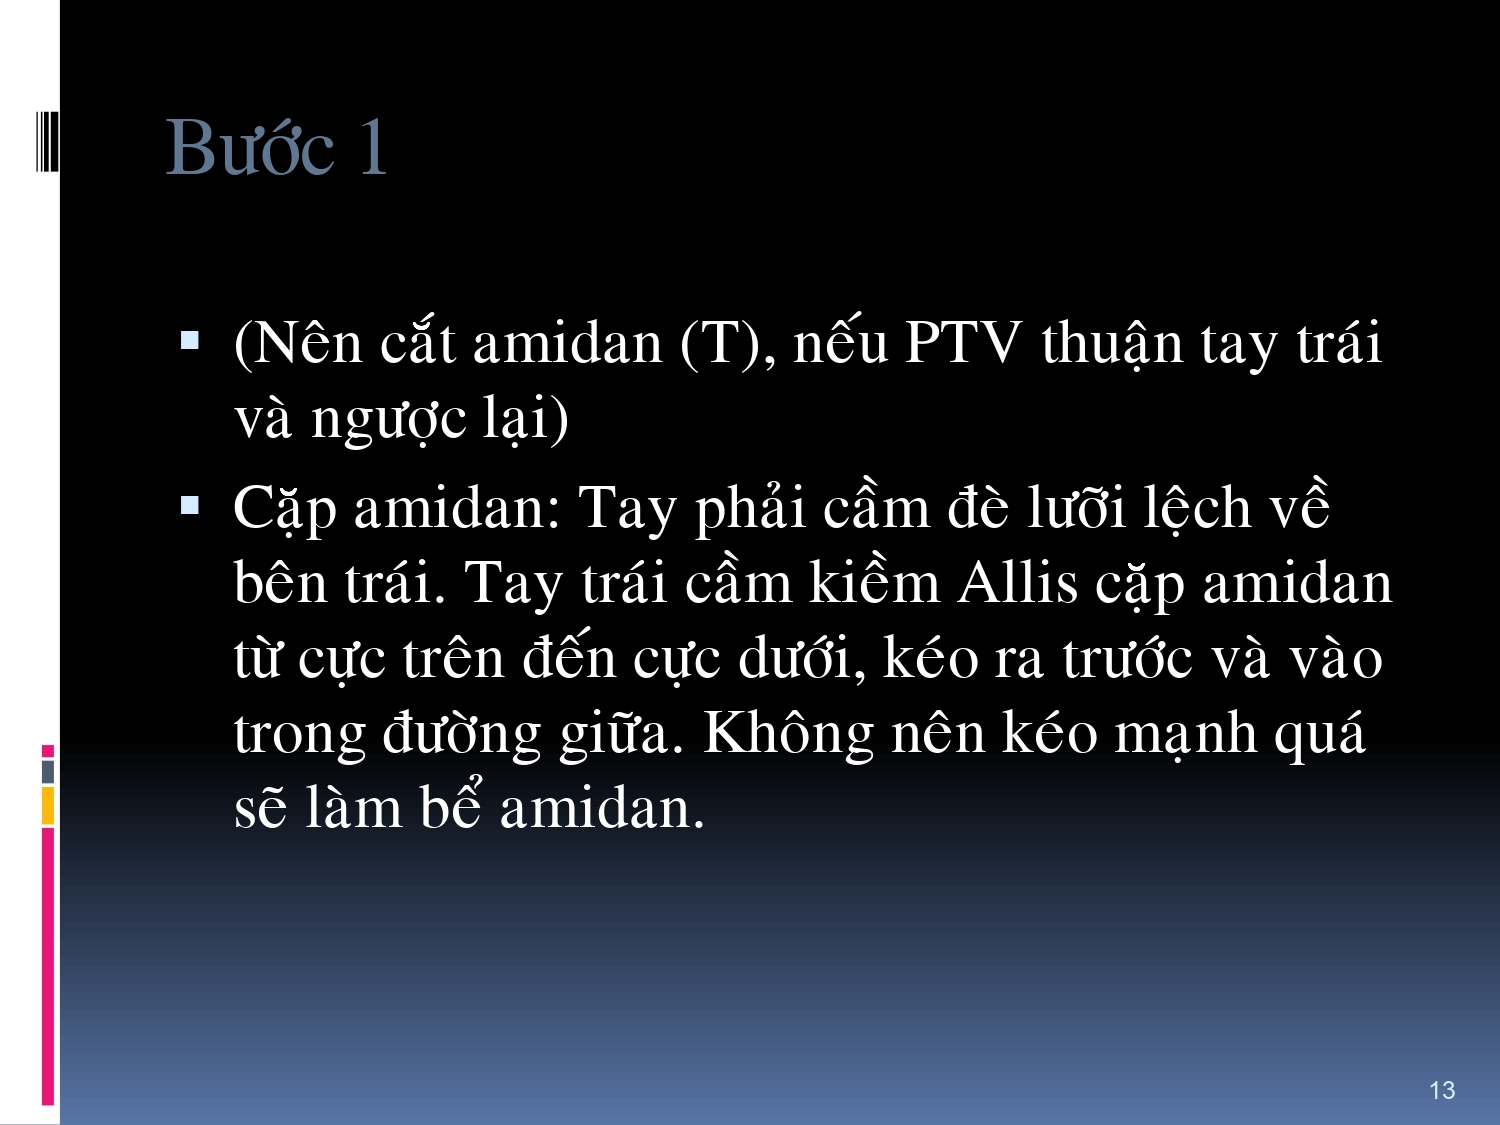 Bước 1
(Nên cắt amidan (T), nếu PTV thuận tay trái
và ngược lại)
Cặp amidan: Tay phải cầm đè lưỡi lệch về
bên trái. Tay trái cầm kiềm Allis cặp amidan
từ cực trên đến cực dưới, kéo ra trước và vào
trong đường giữa. Không nên kéo mạnh quá
sẽ làm bể amidan.
13